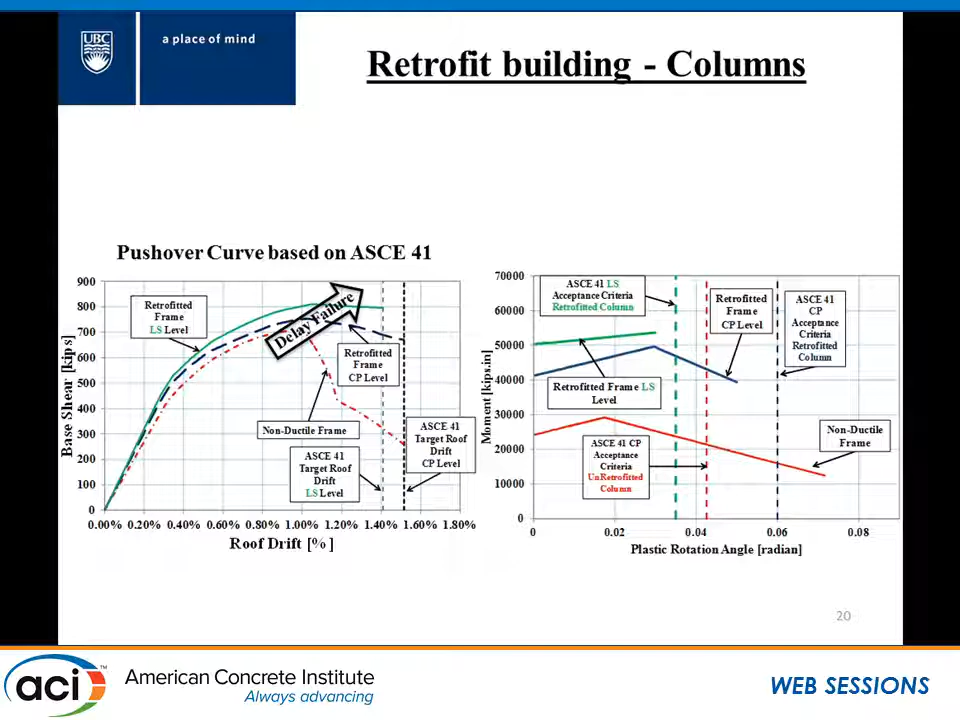 UBC
a place of mind
Retrofit building - Columns
Pushover Curve based on ASCE 41
Base Shear [kips]
900
800
700
600
500
400
300
200
100
0
0.00% 0.20% 0.40% 0.60% 0.80% 1.00% 1.20% 1.40% 1.60% 1.80%
Roof Drift [%]
Retrofitted
Frame
LS Level
Delay Failure
Retrofitted
Frame
CP Level
Non-Ductile Frame
ASCE 41
Target Roof
Drift
LS Level
ASCE 41
Target Roof
Drift
CP Level
Moment [kips.in]
70000
60000
50000
40000
30000
20000
10000
0
0 0.02 0.04 0.06 0.08
Plastic Rotation Angle [radian]
ASCE 41 LS
Acceptance Criteria
Retrofitted Column
Retrofitted
Frame
CP Level
ASCE 41
CP
Acceptance
Criteria
Retrofitted
Column
Retrofitted Frame LS
Level
ASCE 41 CP
Acceptance
Criteria
UnRetrofitted
Column
Non-Ductile
Frame
20
aci™
American Concrete Institute
Always advancing
WEB SESSIONS